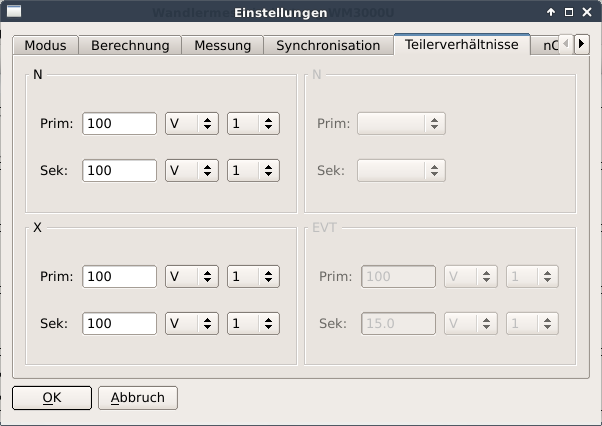 Einstellungen
Modus Berechnung Messung Synchronisation Teilerverhältnisse
N
Prim: 100 V 1
Sek: 100 V 1
N
Prim:
Sek:
X
Prim: 100 V 1
Sek: 100 V 1
EVT
Prim: 100 V 1
Sek: 15.0 V 1
OK Abbruch